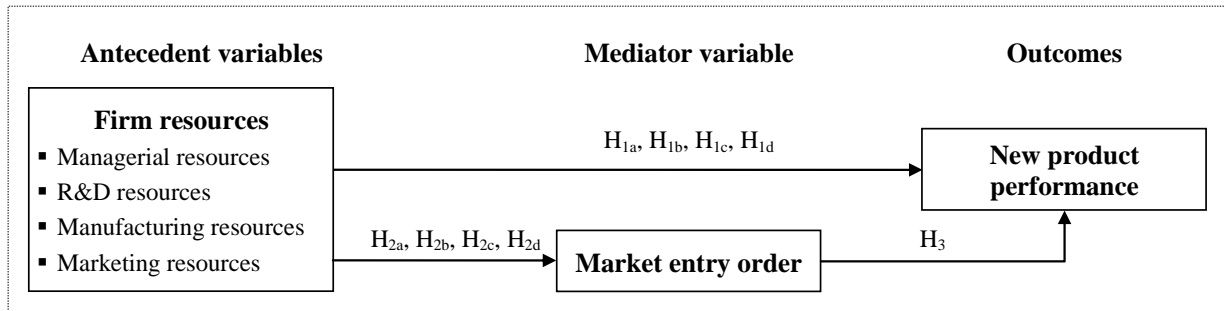 Antecedent variables
Mediator variable
Outcomes
Firm resources
▪ Managerial resources
▪ R&D resources
▪ Manufacturing resources
▪ Marketing resources
H1a, H1b, H1c, H1d
New product
performance
H2a, H2b, H2c, H2d
Market entry order
H3